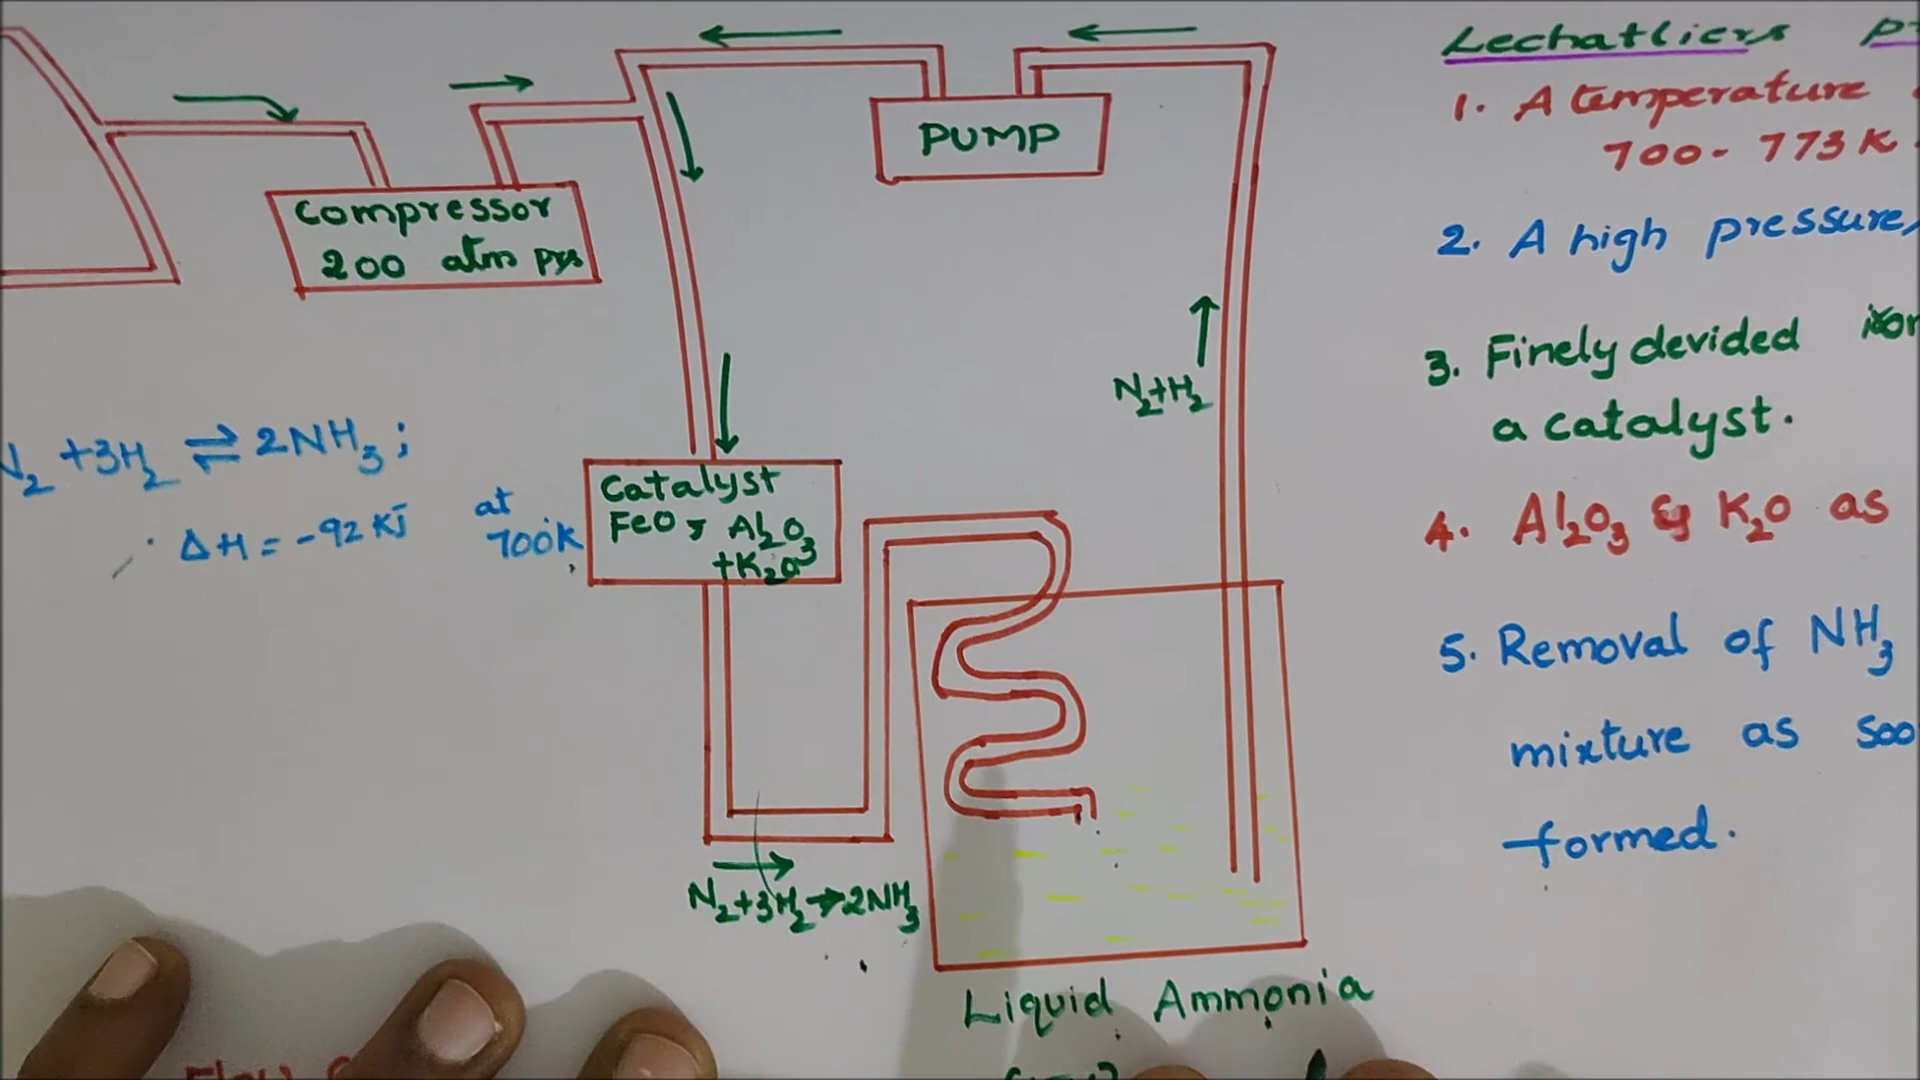 PUMP
Compressor
200 atm prs
N₂+H₂
N₂ +3H₂ ⇌ 2NH₃;
ΔH = -92 KJ
at
700K
Catalyst
FeO, Al₂O₃
+K₂O
N₂+3H₂→2NH₃
Liquid Ammonia
Lechatliers
1. A temperature
700- 773K
2. A high pressure,
3. Finely devided
a catalyst.
4. Al₂O₃ & K₂O as
5. Removal of NH₃
mixture as
formed.